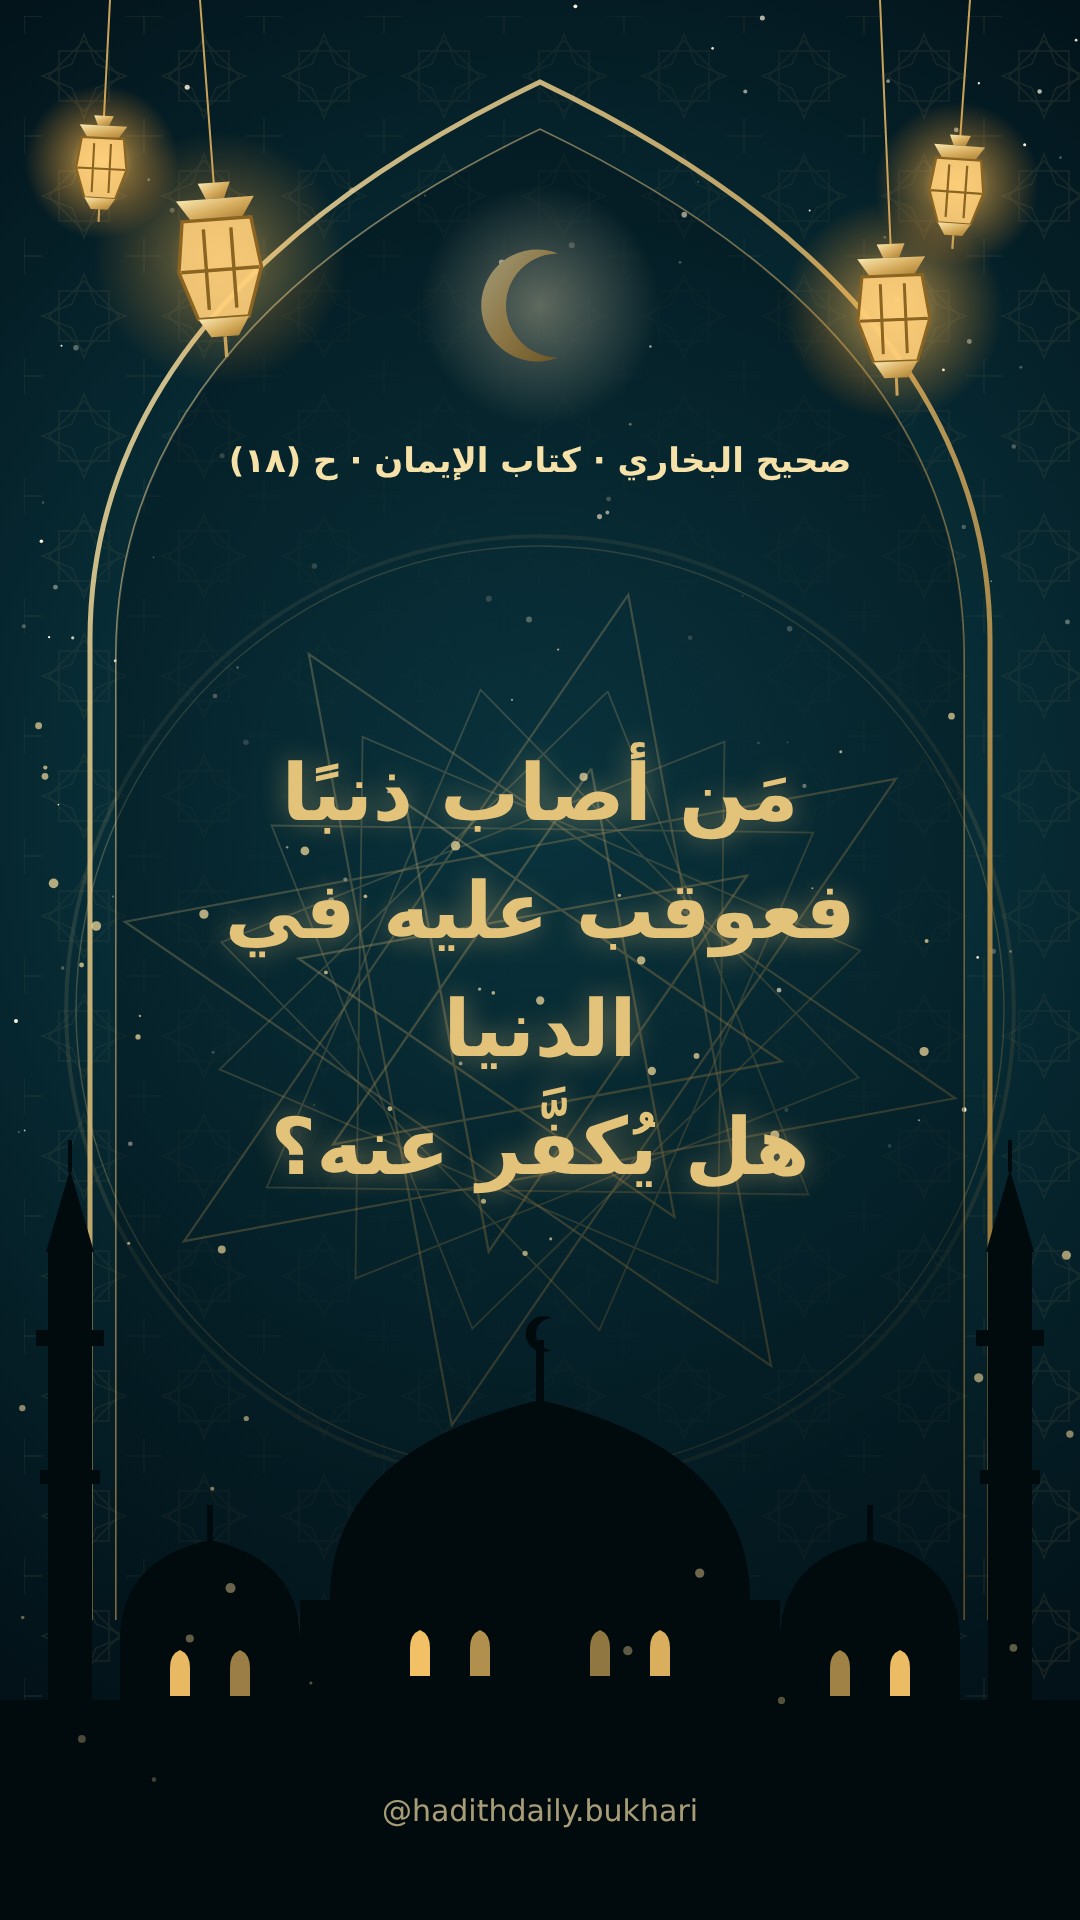 صحيح البخاري · كتاب الإيمان · ح (١٨)
مَن أصاب ذنبًا
فعوقب عليه في
الدنيا
هل يُكفَّر عنه؟
@hadithdaily.bukhari